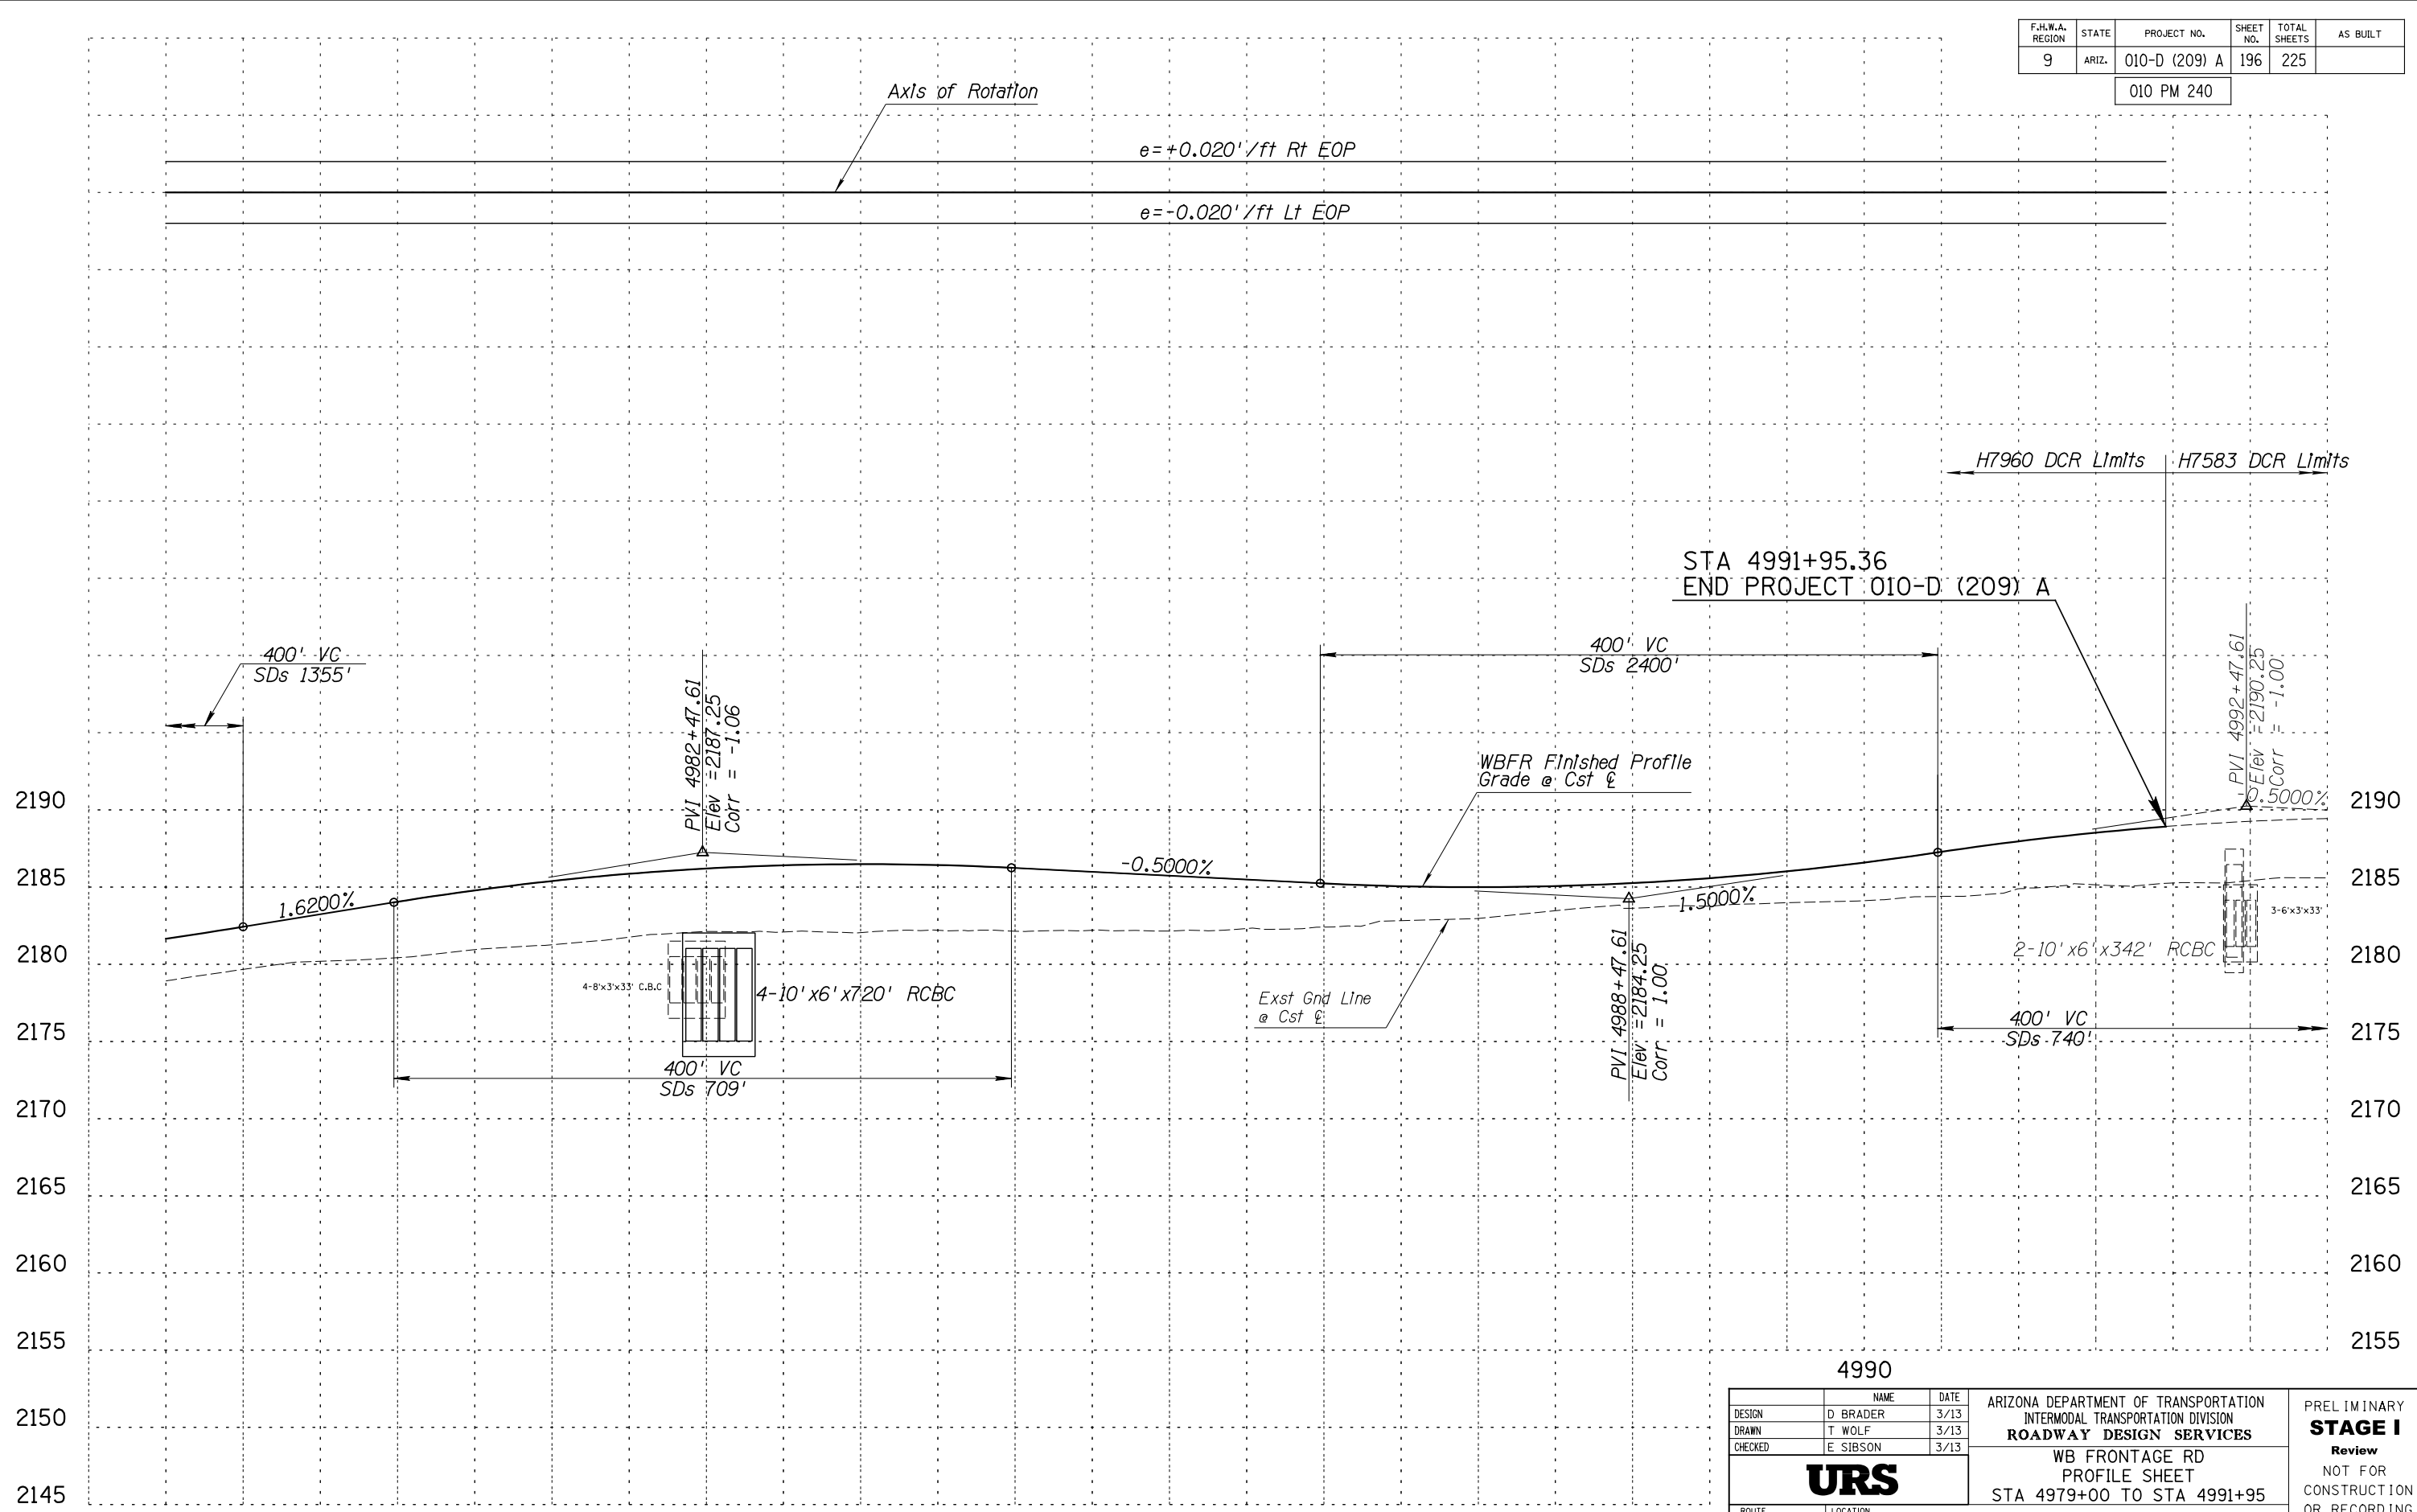 F.H.W.A. REGION STATE PROJECT NO. SHEET NO. TOTAL SHEETS AS BUILT
9 ARIZ. 010-D (209) A 196 225
010 PM 240
Axis of Rotation
e=+0.020'/ft Rt EOP
e=-0.020'/ft Lt EOP
H7960 DCR Limits
H7583 DCR Limits
STA 4991+95.36
END PROJECT 010-D (209) A
400' VC
SDs 1355'
400' VC
SDs 2400'
PVI 4982+47.61
Elev =2187.25
Corr = -1.06
PVI 4992+47.61
Elev =2190.25
Corr = -1.00
WBFR Finished Profile
Grade @ Cst ℄
-0.5000%
1.6200%
-0.5000%
1.5000%
4-8'x3'x33' C.B.C
4-10'x6'x720' RCBC
Exst Gnd Line
@ Cst ℄
PVI 4988+47.61
Elev =2184.25
Corr = 1.00
3-6'x3'x33'
2-10'x6'x342' RCBC
400' VC
SDs 740'
400' VC
SDs 709'
2190 2190
2185 2185
2180 2180
2175 2175
2170 2170
2165 2165
2160 2160
2155 2155
2150
2145
4990
NAME DATE
DESIGN D BRADER 3/13
DRAWN T WOLF 3/13
CHECKED E SIBSON 3/13
URS
ROUTE LOCATION
ARIZONA DEPARTMENT OF TRANSPORTATION
INTERMODAL TRANSPORTATION DIVISION
ROADWAY DESIGN SERVICES
WB FRONTAGE RD
PROFILE SHEET
STA 4979+00 TO STA 4991+95
PRELIMINARY
STAGE I
Review
NOT FOR
CONSTRUCTION
OR RECORDING